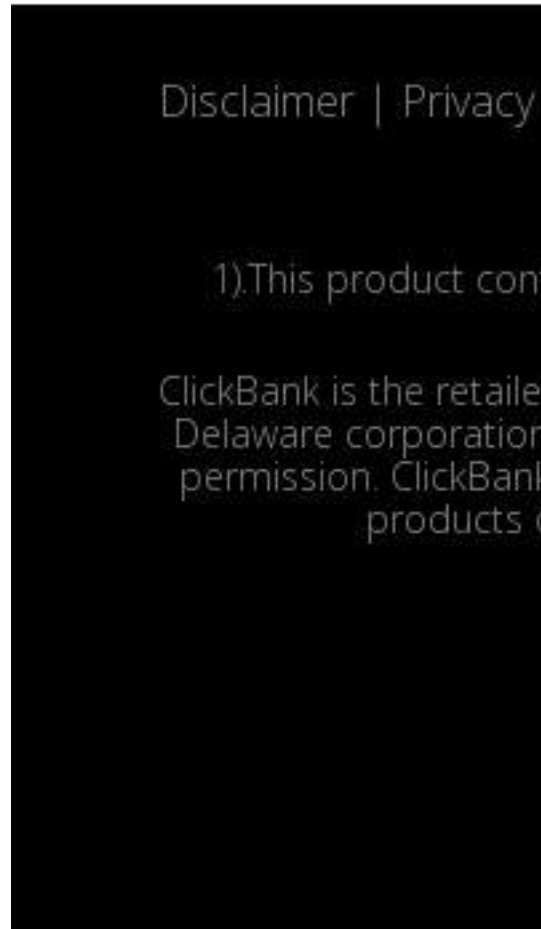 Disclaimer | Privacy
1).This product con
ClickBank is the retaile
Delaware corporation
permission. ClickBank
products